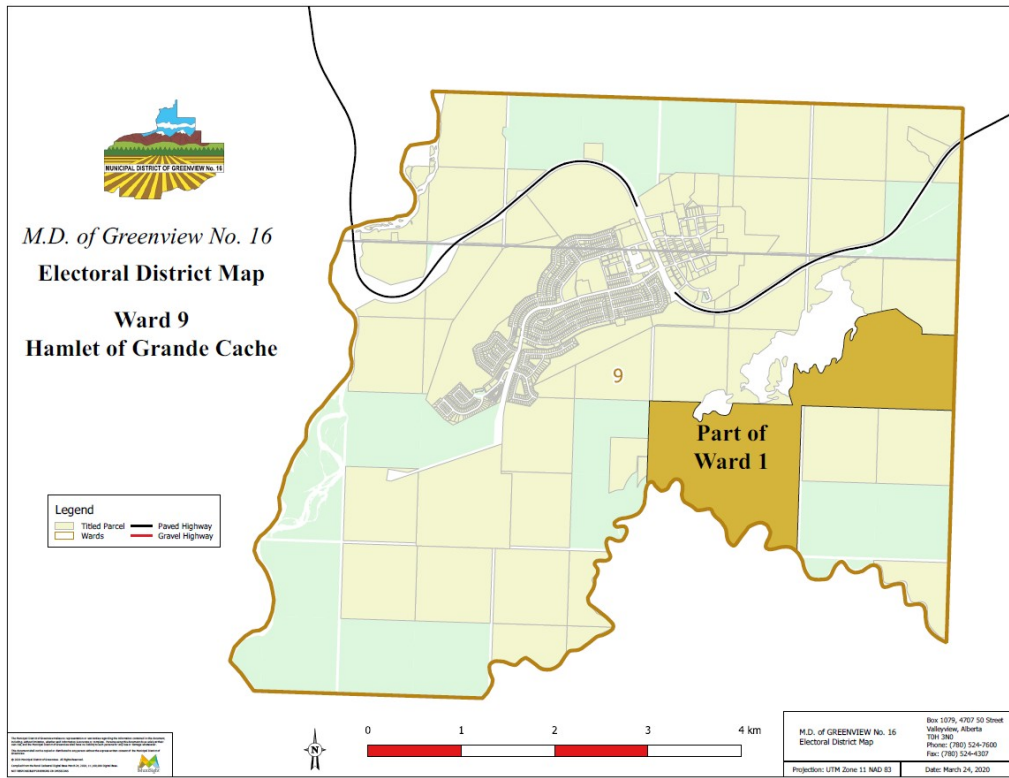 MUNICIPAL DISTRICT OF GREENVIEW No. 16
M.D. of Greenview No. 16
Electoral District Map
Ward 9
Hamlet of Grande Cache
9
Part of
Ward 1
Legend
Titled Parcel
Paved Highway
Wards
Gravel Highway
N
0 1 2 3 4 km
M.D. of GREENVIEW No. 16
Electoral District Map
Box 1079, 4707 50 Street
Valleyview, Alberta
T0H 3N0
Phone: (780) 524-7600
Fax: (780) 524-4307
Projection: UTM Zone 11 NAD 83
Date: March 24, 2020